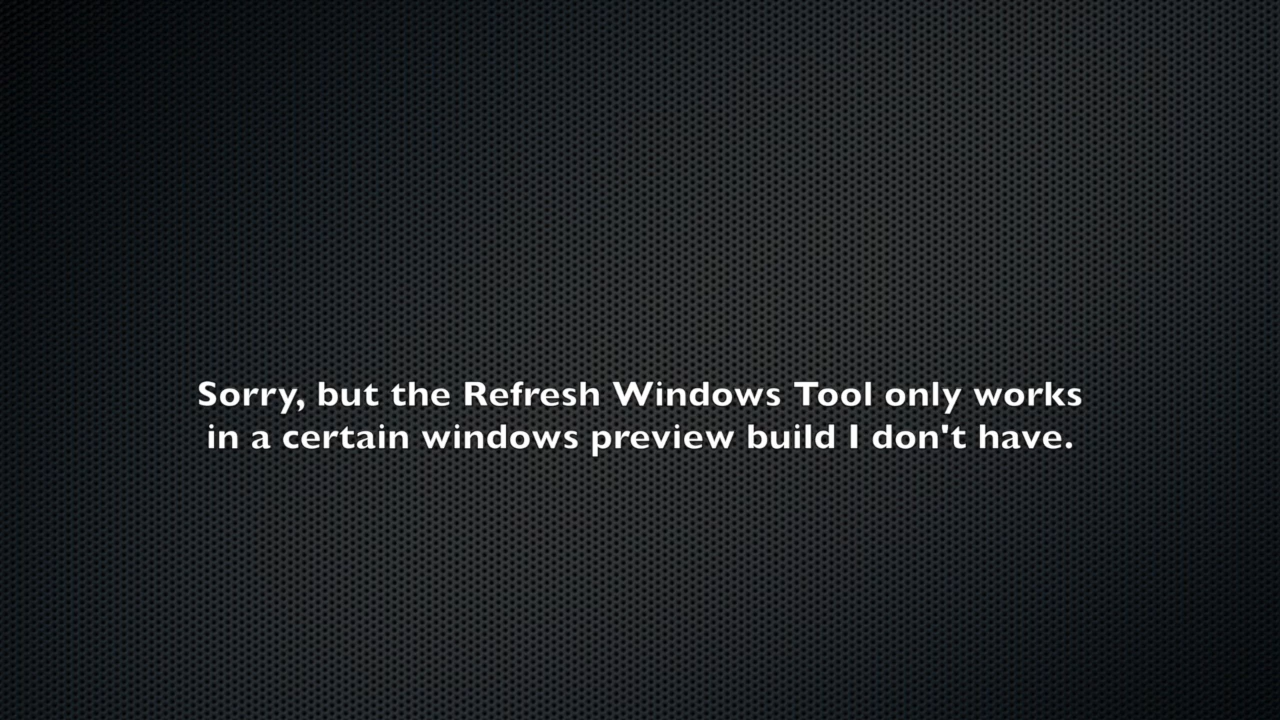 Sorry, but the Refresh Windows Tool only works
in a certain windows preview build I don't have.